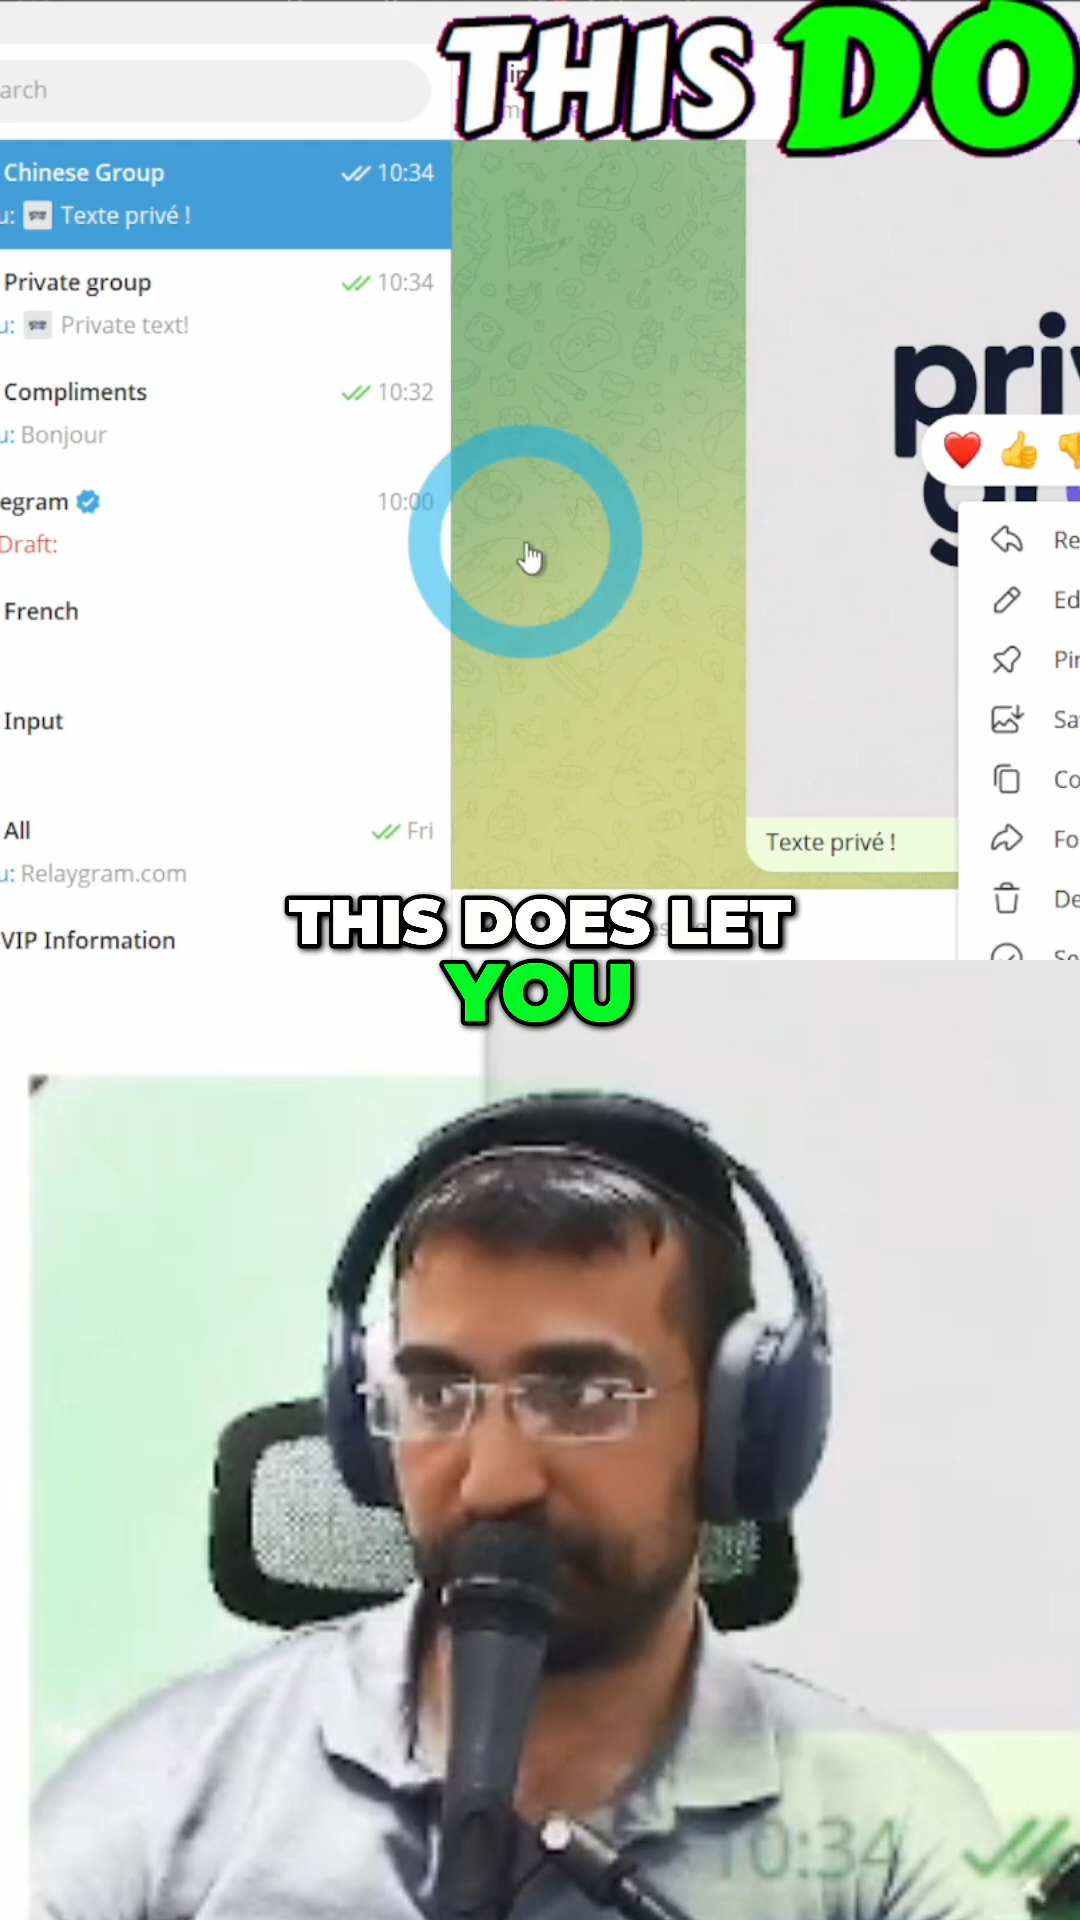 THIS DO
arch
Chinese Group 10:34
u: Texte privé !
Private group 10:34
u: Private text!
Compliments 10:32
u: Bonjour
egram 10:00
Draft:
French
Input
All Fri
u: Relaygram.com
VIP Information
pri
Re
Ed
Pin
Sa
Co
Fo
De
Texte privé !
THIS DOES LET
YOU
10:34